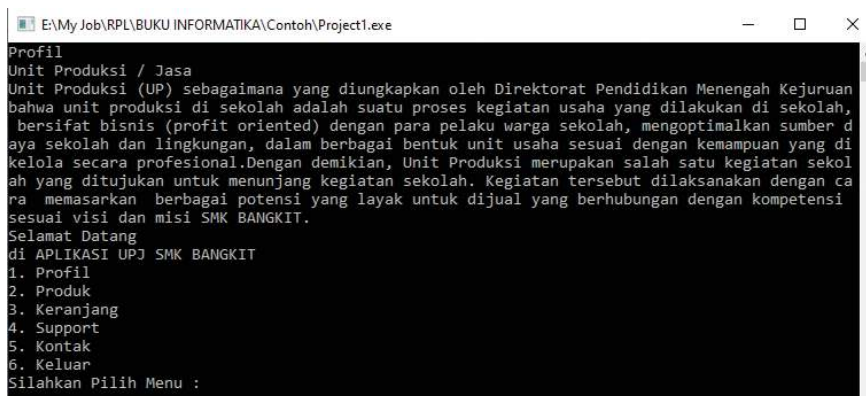 E:\My Job\RPL\BUKU INFORMATIKA\Contoh\Project1.exe
Profil
Unit Produksi / Jasa
Unit Produksi (UP) sebagaimana yang diungkapkan oleh Direktorat Pendidikan Menengah Kejuruan
bahwa unit produksi di sekolah adalah suatu proses kegiatan usaha yang dilakukan di sekolah,
 bersifat bisnis (profit oriented) dengan para pelaku warga sekolah, mengoptimalkan sumber d
aya sekolah dan lingkungan, dalam berbagai bentuk unit usaha sesuai dengan kemampuan yang di
kelola secara profesional.Dengan demikian, Unit Produksi merupakan salah satu kegiatan sekol
ah yang ditujukan untuk menunjang kegiatan sekolah. Kegiatan tersebut dilaksanakan dengan ca
ra  memasarkan  berbagai potensi yang layak untuk dijual yang berhubungan dengan kompetensi
sesuai visi dan misi SMK BANGKIT.
Selamat Datang
di APLIKASI UPJ SMK BANGKIT
1. Profil
2. Produk
3. Keranjang
4. Support
5. Kontak
6. Keluar
Silahkan Pilih Menu :